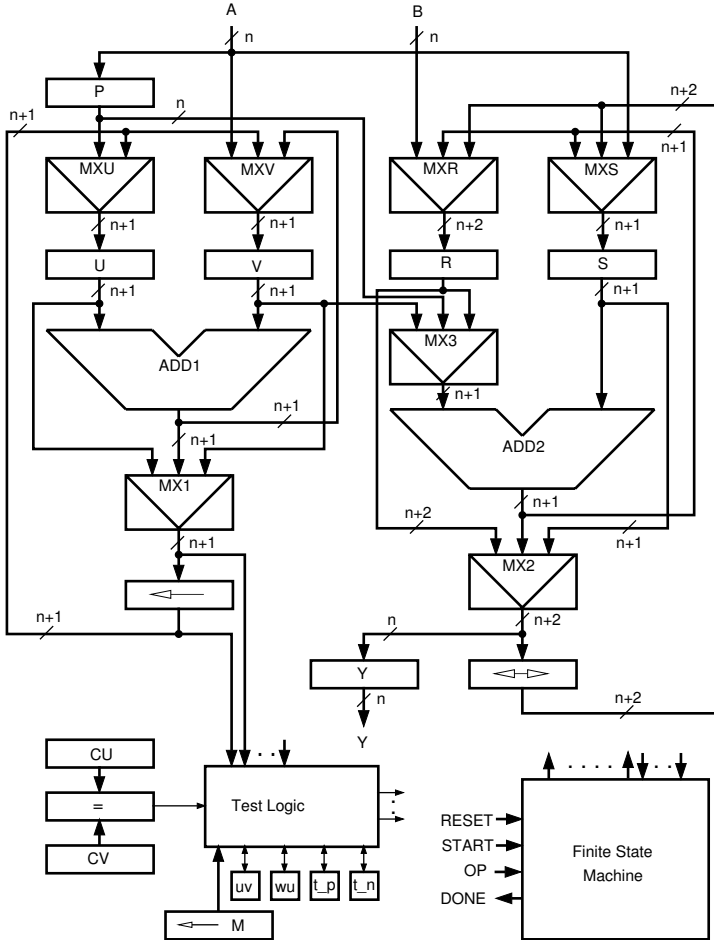 A
B
n
n
P
n+1
n
n+2
n+1
MXU
MXV
MXR
MXS
n+1
n+1
n+2
n+1
U
V
R
S
n+1
n+1
n+1
MX3
ADD1
n+1
n+1
n+1
ADD2
MX1
n+1
n+2
n+1
n+1
MX2
n+1
n
n+2
Y
n
n+2
Y
CU
=
CV
Test Logic
RESET
START
OP
DONE
Finite State
Machine
uv
wu
t_p
t_n
M